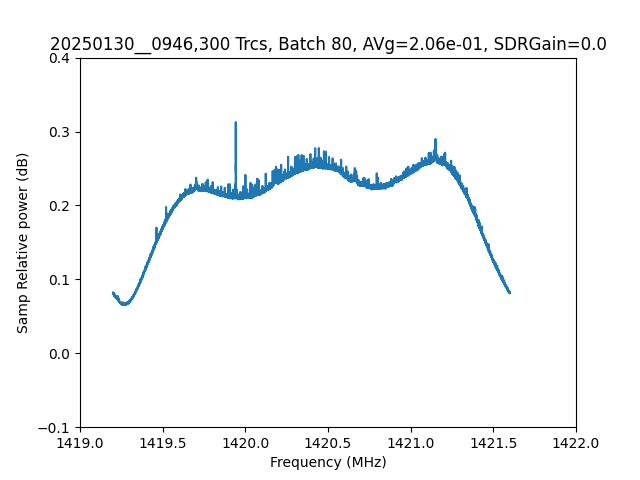 20250130__0946,300 Trcs, Batch 80, AVg=2.06e-01, SDRGain=0.0
0.4
0.3
0.2
0.1
0.0
−0.1
Samp Relative power (dB)
1419.0 1419.5 1420.0 1420.5 1421.0 1421.5 1422.0
Frequency (MHz)